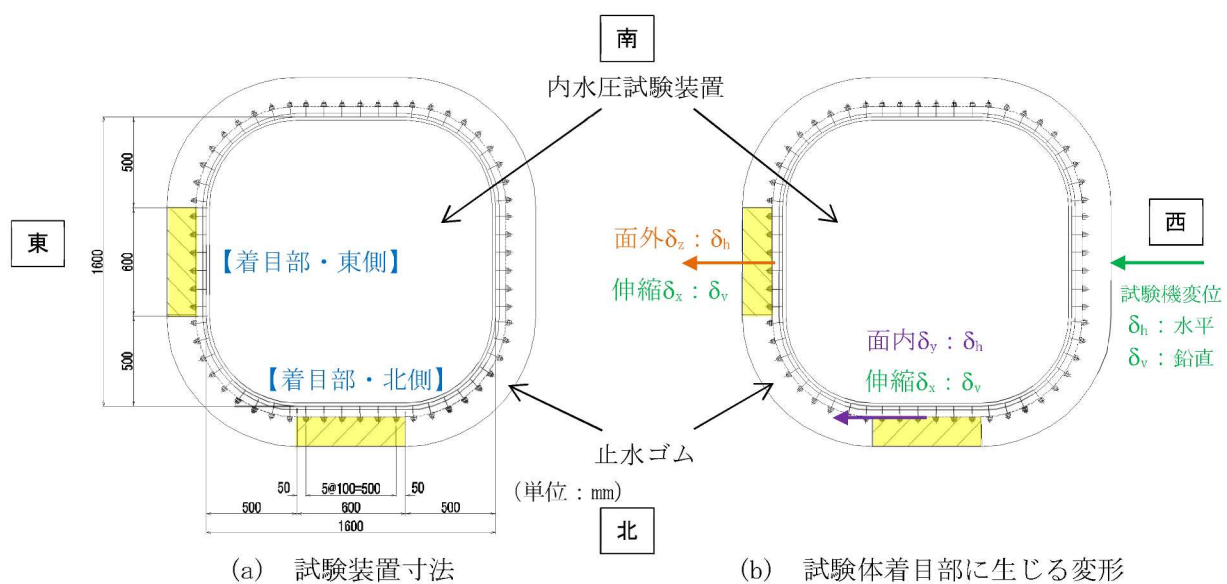 南
内水圧試験装置
東
西
北
500
600
500
1600
【着目部・東側】
【着目部・北側】
50
5@100=500
50
500
600
500
1600
(単位:mm)
止水ゴム
面外δz:δh
伸縮δx:δv
面内δy:δh
伸縮δx:δv
試験機変位
δh:水平
δv:鉛直
(a) 試験装置寸法
(b) 試験体着目部に生じる変形